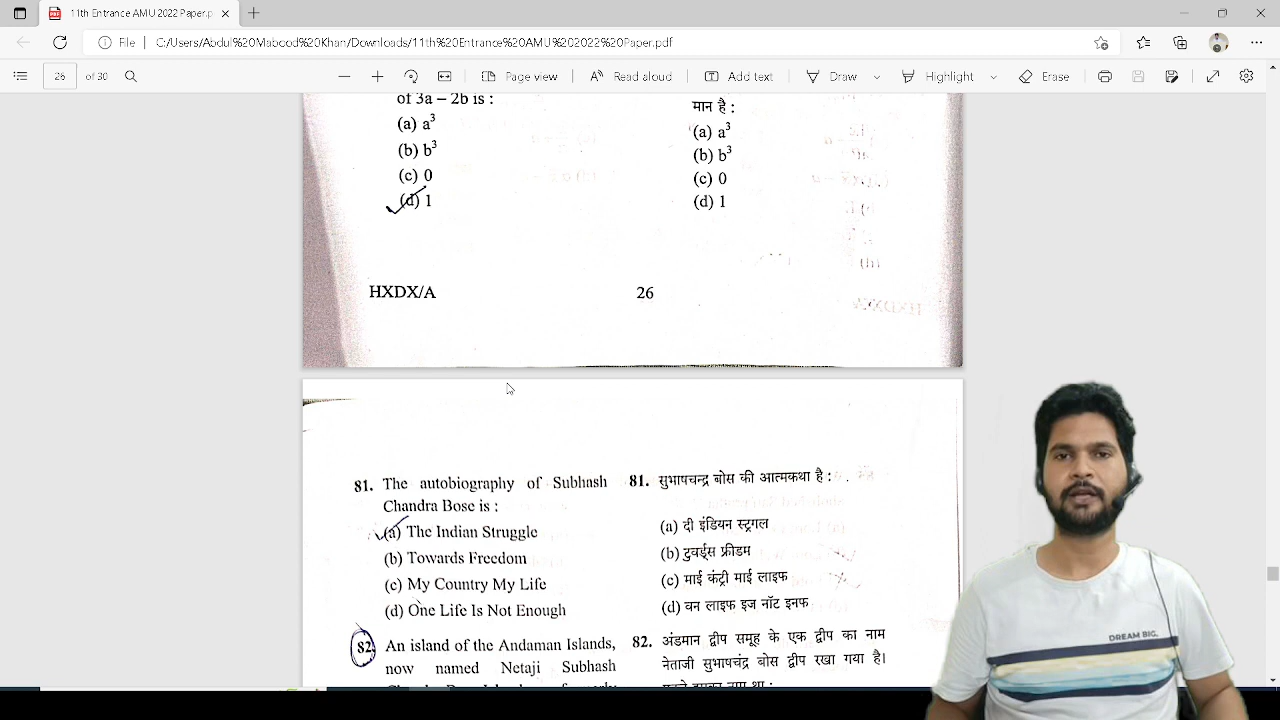 11th Entrance AMU 2022 Paper.p
File C:/Users/Abdul%20Mabood%20Khan/Downloads/11th%20Entrance%20AMU%202022%20Paper.pdf
26 of 30 Page view Read aloud Add text Draw Highlight Erase
of 3a – 2b is :
(a) a³
(b) b³
(c) 0
(d) 1
मान है :
(a) a³
(b) b³
(c) 0
(d) 1
HXDX/A 26
81. The autobiography of Subhash
Chandra Bose is :
(a) The Indian Struggle
(b) Towards Freedom
(c) My Country My Life
(d) One Life Is Not Enough
82 An island of the Andaman Islands,
now named Netaji Subhash
81. सुभाषचन्द्र बोस की आत्मकथा है :
(a) दी इंडियन स्ट्रगल
(b) टुवर्ड्स फ्रीडम
(c) माई कंट्री माई लाइफ
(d) वन लाइफ इज नॉट इनफ
82. अंडमान द्वीप समूह के एक द्वीप का नाम
नेताजी सुभाषचंद्र बोस द्वीप रखा गया है।
DREAM BIG,